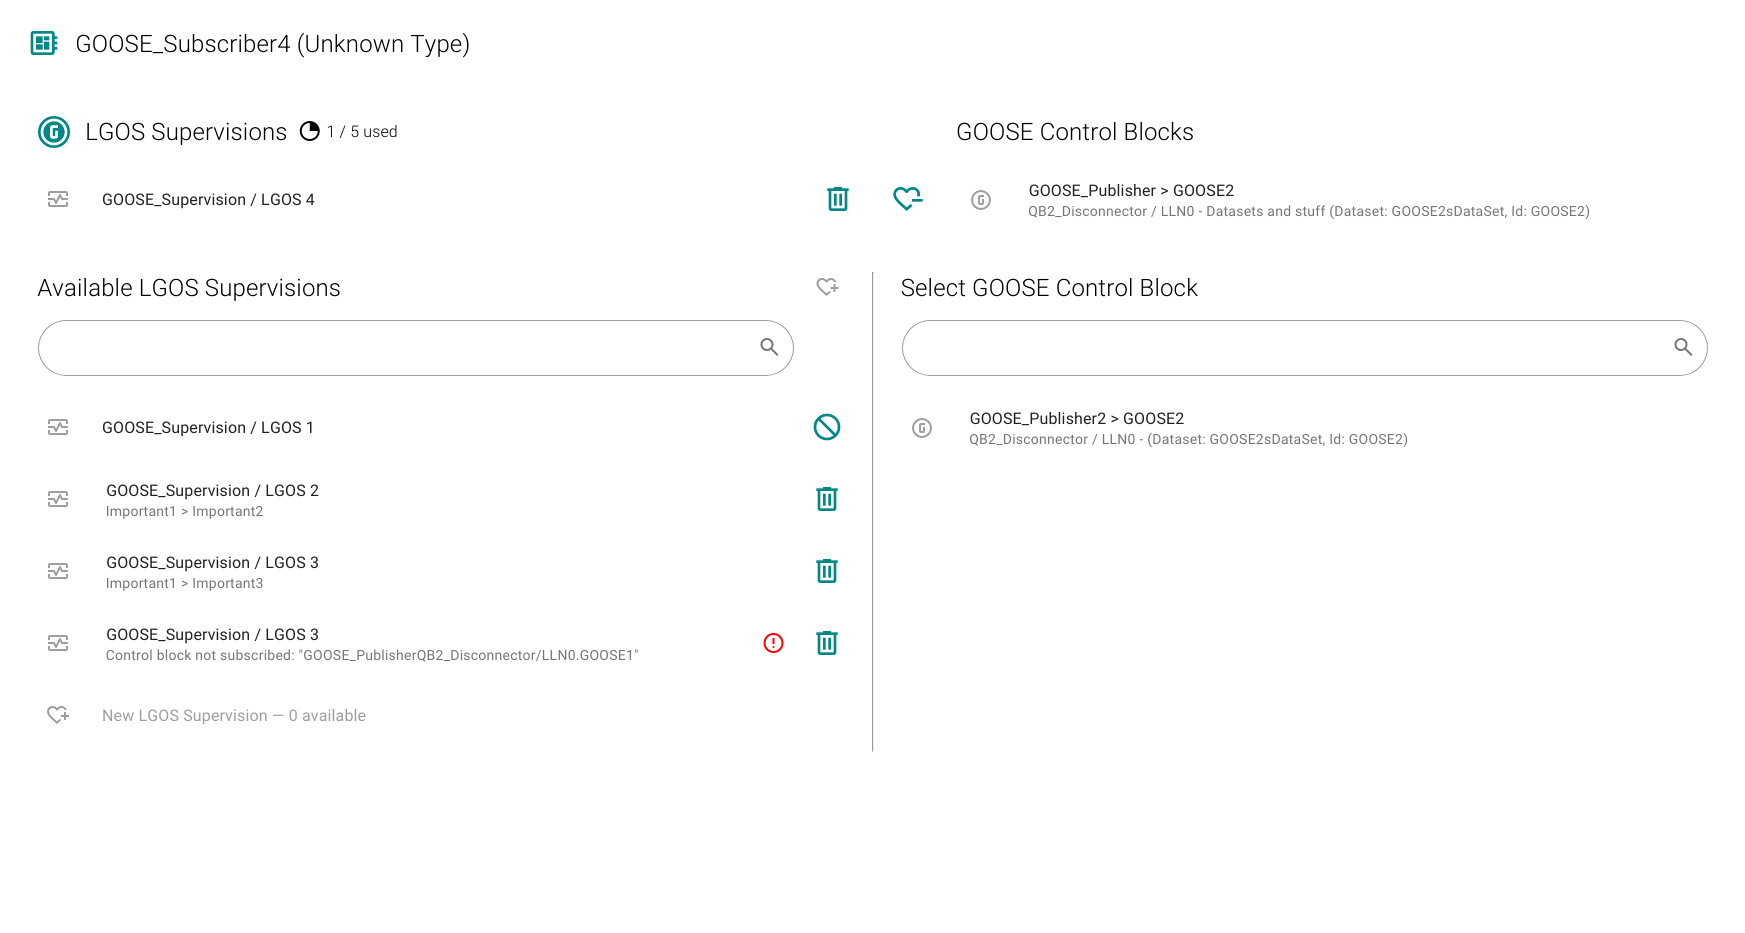 GOOSE_Subscriber4 (Unknown Type)
LGOS Supervisions 1 / 5 used
GOOSE Control Blocks
GOOSE_Supervision / LGOS 4
GOOSE_Publisher > GOOSE2
QB2_Disconnector / LLN0 - Datasets and stuff (Dataset: GOOSE2sDataSet, Id: GOOSE2)
Available LGOS Supervisions
GOOSE_Supervision / LGOS 1
GOOSE_Supervision / LGOS 2
Important1 > Important2
GOOSE_Supervision / LGOS 3
Important1 > Important3
GOOSE_Supervision / LGOS 3
Control block not subscribed: "GOOSE_PublisherQB2_Disconnector/LLN0.GOOSE1"
New LGOS Supervision — 0 available
Select GOOSE Control Block
GOOSE_Publisher2 > GOOSE2
QB2_Disconnector / LLN0 - (Dataset: GOOSE2sDataSet, Id: GOOSE2)